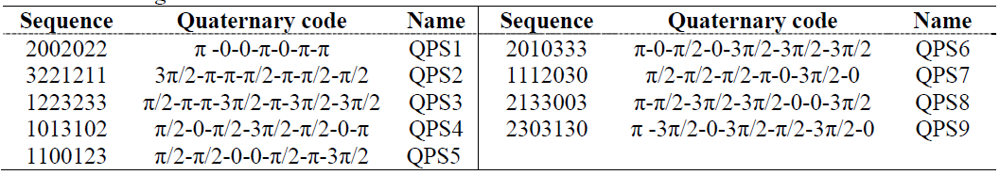 Sequence Quaternary code Name Sequence Quaternary code Name
2002022 π -0-0-π-0-π-π QPS1 2010333 π-0-π/2-0-3π/2-3π/2-3π/2 QPS6
3221211 3π/2-π-π-π/2-π-π/2-π/2 QPS2 1112030 π/2-π/2-π/2-π-0-3π/2-0 QPS7
1223233 π/2-π-π-3π/2-π-3π/2-3π/2 QPS3 2133003 π-π/2-3π/2-3π/2-0-0-3π/2 QPS8
1013102 π/2-0-π/2-3π/2-π/2-0-π QPS4 2303130 π -3π/2-0-3π/2-π/2-3π/2-0 QPS9
1100123 π/2-π/2-0-0-π/2-π-3π/2 QPS5